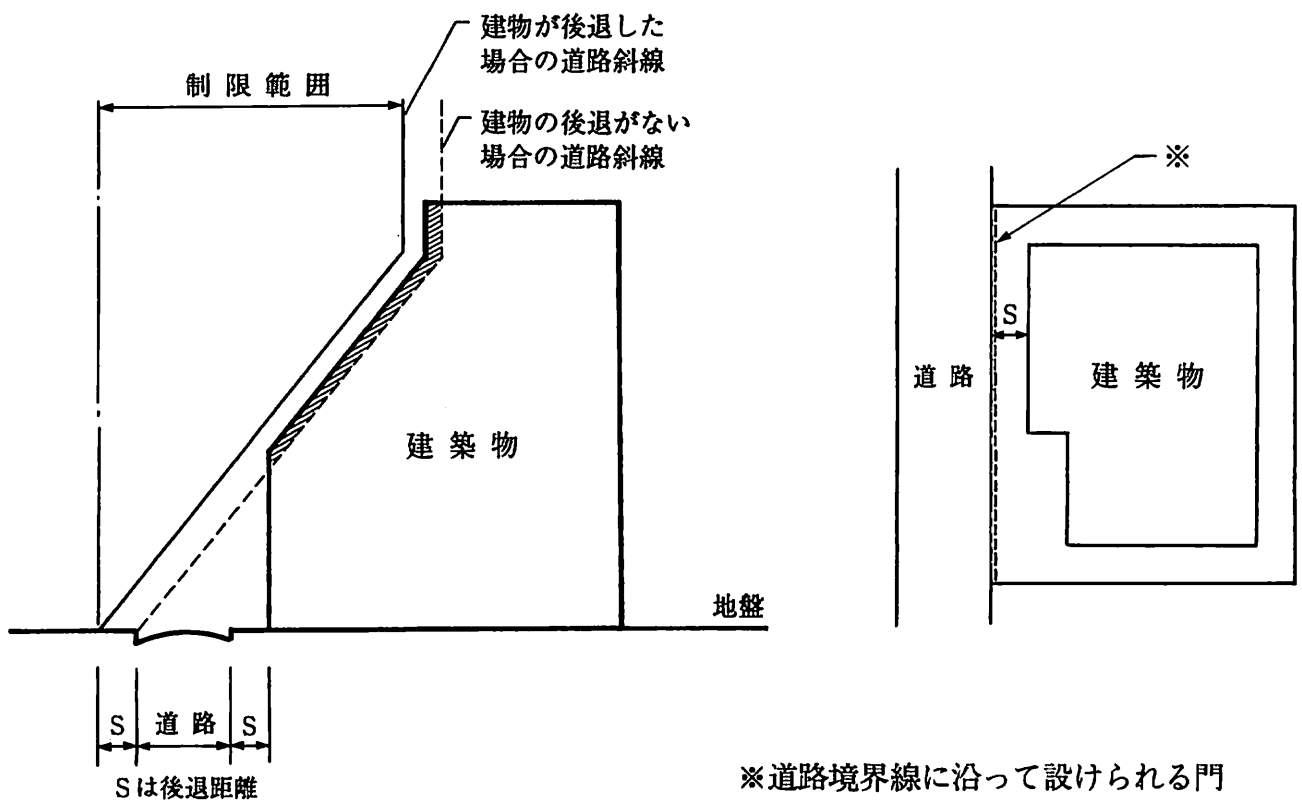 建物が後退した
場合の道路斜線
制限範囲
建物の後退がない
場合の道路斜線
※
S
道路
建築物
建築物
地盤
S 道路 S
Sは後退距離
※道路境界線に沿って設けられる門